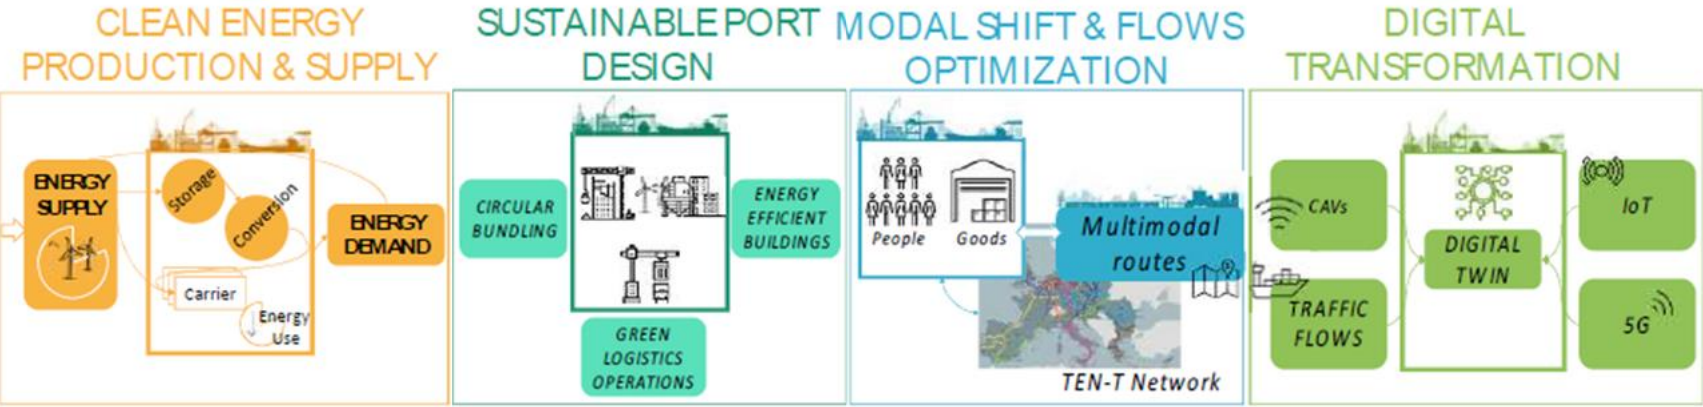 CLEAN ENERGY
PRODUCTION & SUPPLY
ENERGY
SUPPLY
Storage
Conversion
Carrier
Energy
Use
ENERGY
DEMAND
SUSTAINABLE PORT
DESIGN
CIRCULAR
BUNDLING
ENERGY
EFFICIENT
BUILDINGS
GREEN
LOGISTICS
OPERATIONS
MODAL SHIFT & FLOWS
OPTIMIZATION
People
Goods
Multimodal
routes
TEN-T Network
DIGITAL
TRANSFORMATION
CAVs
TRAFFIC
FLOWS
DIGITAL
TWIN
IoT
5G